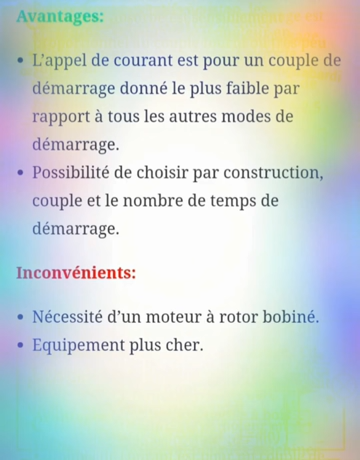 Avantages:
• L’appel de courant est pour un couple de
démarrage donné le plus faible par
rapport à tous les autres modes de
démarrage.
• Possibilité de choisir par construction,
couple et le nombre de temps de
démarrage.
Inconvénients:
• Nécessité d’un moteur à rotor bobiné.
• Equipement plus cher.